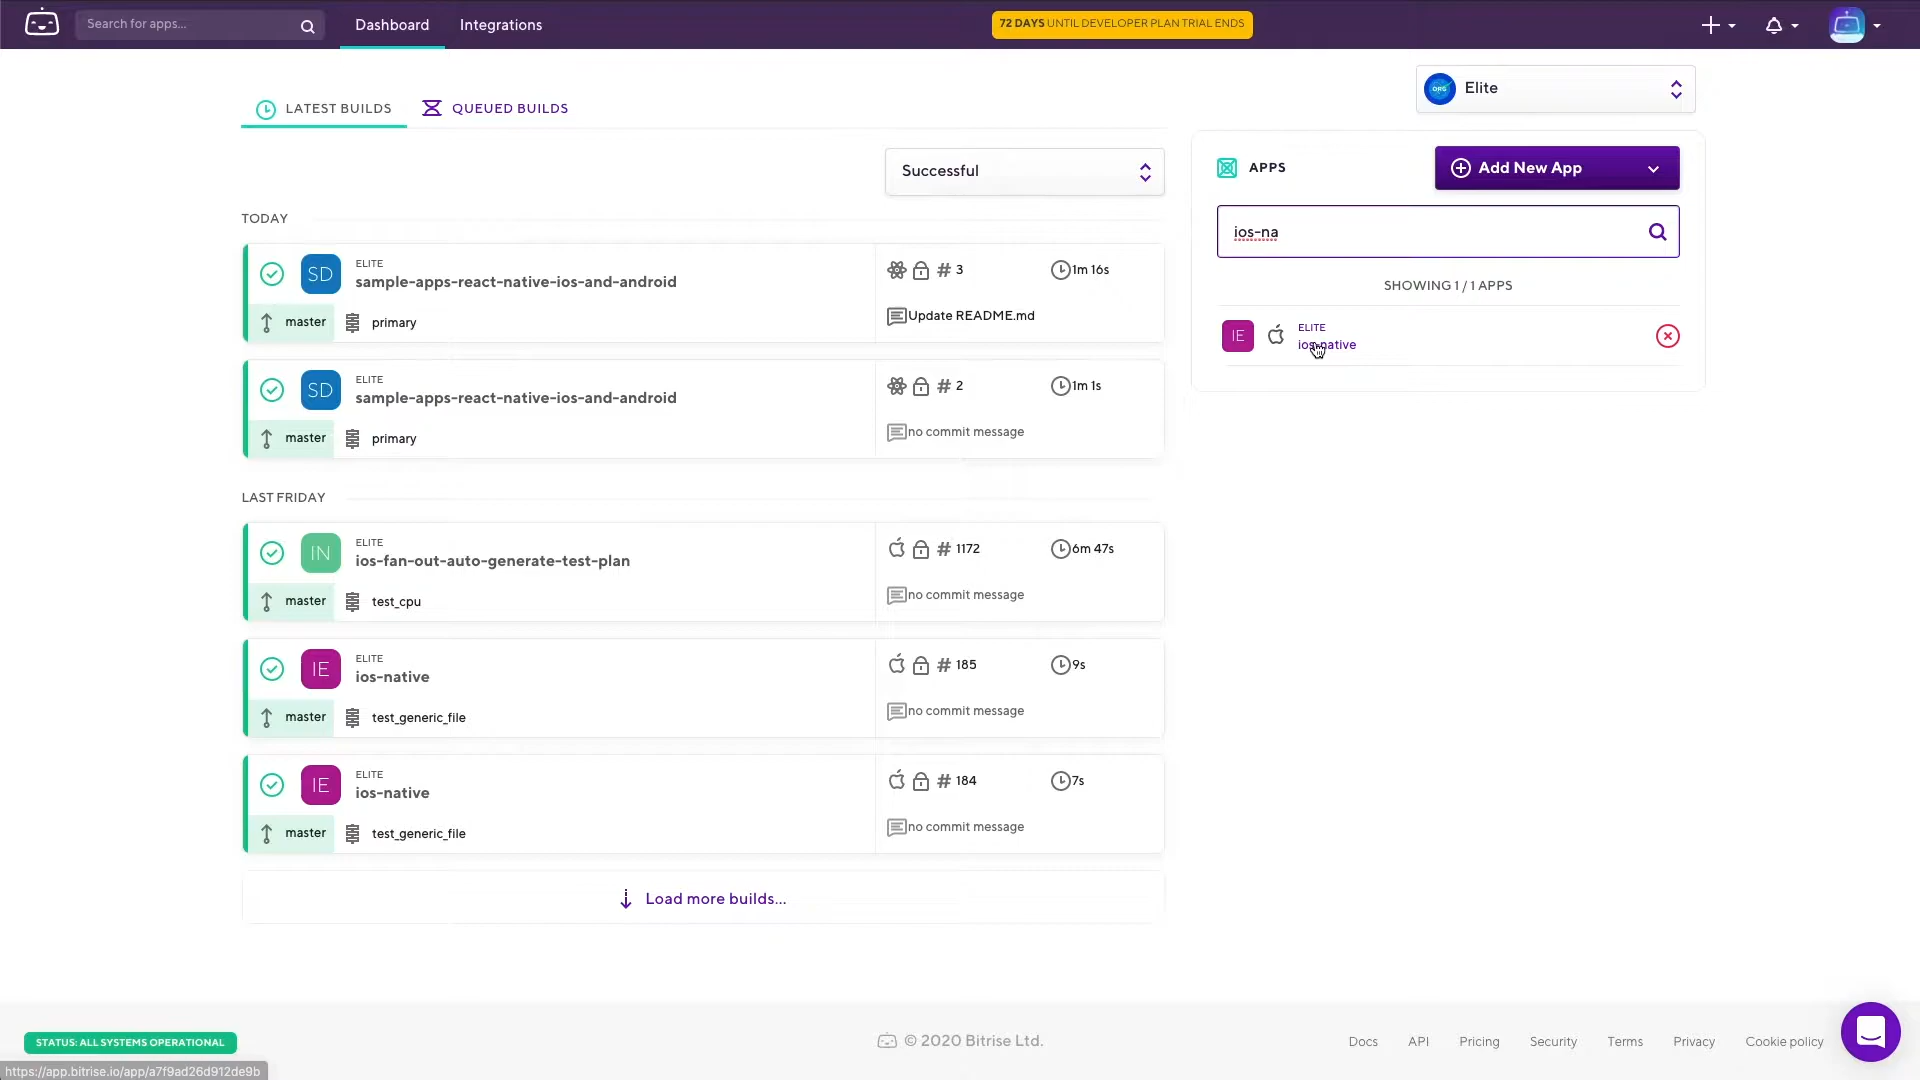 Search for apps...
Dashboard
Integrations
72 DAYS UNTIL DEVELOPER PLAN TRIAL ENDS
ORG
Elite
LATEST BUILDS
QUEUED BUILDS
Successful
APPS
Add New App
ios-na
SHOWING 1 / 1 APPS
IE
ELITE
ios-native
TODAY
SD
ELITE
sample-apps-react-native-ios-and-android
# 3
1m 16s
master
primary
Update README.md
SD
ELITE
sample-apps-react-native-ios-and-android
# 2
1m 1s
master
primary
no commit message
LAST FRIDAY
IN
ELITE
ios-fan-out-auto-generate-test-plan
# 1172
6m 47s
master
test_cpu
no commit message
IE
ELITE
ios-native
# 185
9s
master
test_generic_file
no commit message
IE
ELITE
ios-native
# 184
7s
master
test_generic_file
no commit message
Load more builds...
STATUS: ALL SYSTEMS OPERATIONAL
© 2020 Bitrise Ltd.
Docs
API
Pricing
Security
Terms
Privacy
Cookie policy
https://app.bitrise.io/app/a7f9ad26d912de9b